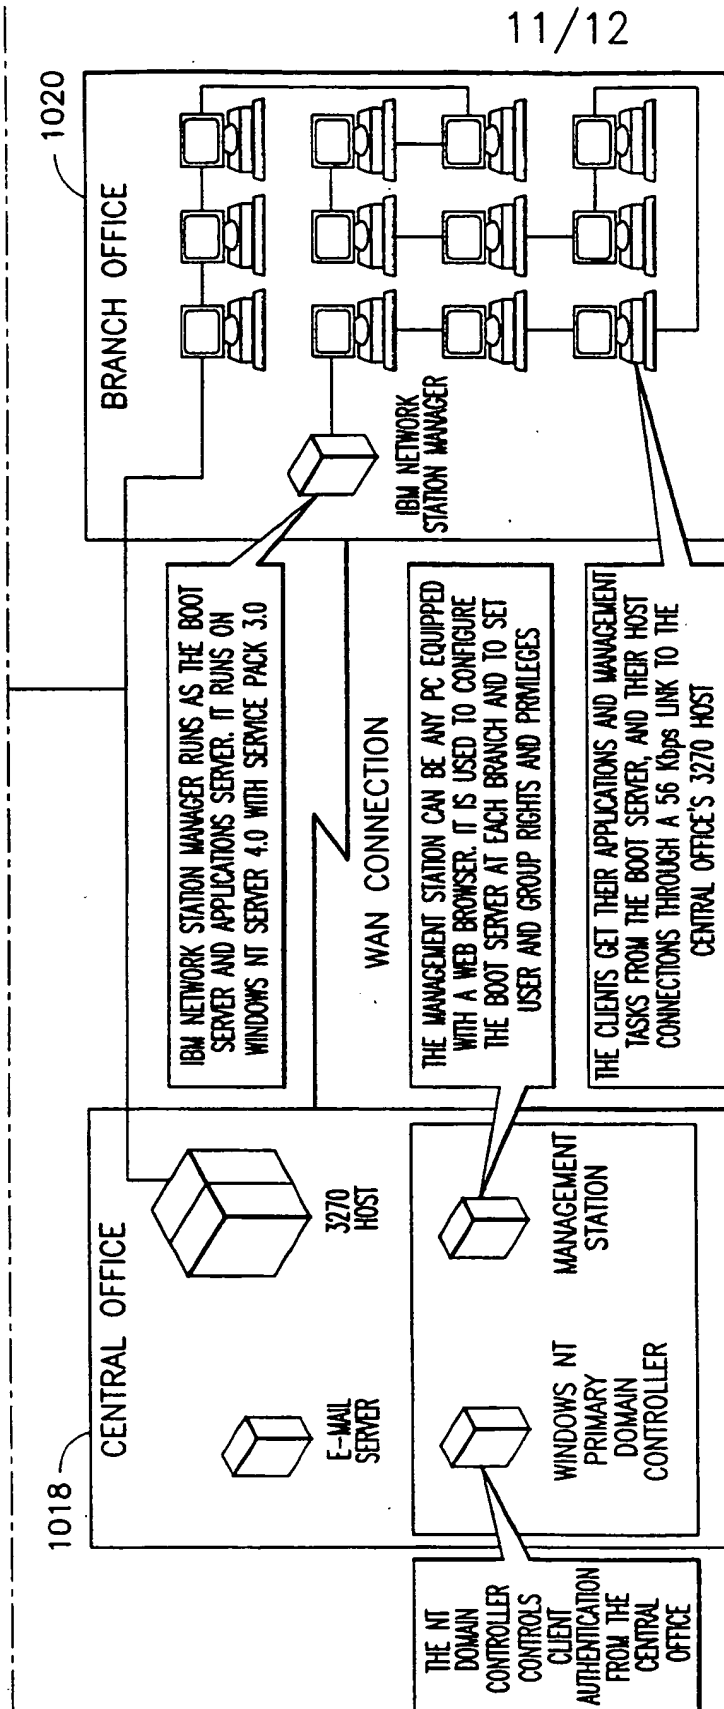 11/12
1018
CENTRAL OFFICE
3270
HOST
E-MAIL
SERVER
MANAGEMENT
STATION
WINDOWS NT
PRIMARY
DOMAIN
CONTROLLER
THE NT
DOMAIN
CONTROLLER
CONTROLS
CLIENT
AUTHENTICATION
FROM THE
CENTRAL
OFFICE
IBM NETWORK STATION MANAGER RUNS AS THE BOOT
SERVER AND APPLICATIONS SERVER. IT RUNS ON
WINDOWS NT SERVER 4.0 WITH SERVICE PACK 3.0
WAN CONNECTION
THE MANAGEMENT STATION CAN BE ANY PC EQUIPPED
WITH A WEB BROWSER. IT IS USED TO CONFIGURE
THE BOOT SERVER AT EACH BRANCH AND TO SET
USER AND GROUP RIGHTS AND PRIVILEGES
THE CLIENTS GET THEIR APPLICATIONS AND MANAGEMENT
TASKS FROM THE BOOT SERVER, AND THEIR HOST
CONNECTIONS THROUGH A 56 Kbps LINK TO THE
CENTRAL OFFICE'S 3270 HOST
1020
BRANCH OFFICE
IBM NETWORK
STATION MANAGER